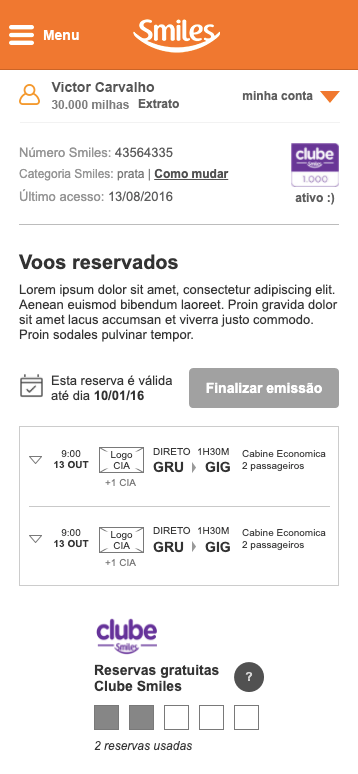 Menu
Smiles
Victor Carvalho
30.000 milhas Extrato
minha conta
Número Smiles: 43564335
Categoria Smiles: prata | Como mudar
Último acesso: 13/08/2016
clube
Smiles
1.000
ativo :)
Voos reservados
Lorem ipsum dolor sit amet, consectetur adipiscing elit.
Aenean euismod bibendum laoreet. Proin gravida dolor
sit amet lacus accumsan et viverra justo commodo.
Proin sodales pulvinar tempor.
Esta reserva é válida
até dia 10/01/16
Finalizar emissão
9:00
13 OUT
Logo
CIA
+1 CIA
DIRETO 1H30M
GRU GIG
Cabine Economica
2 passageiros
9:00
13 OUT
Logo
CIA
+1 CIA
DIRETO 1H30M
GRU GIG
Cabine Economica
2 passageiros
clube
Smiles
Reservas gratuitas
Clube Smiles
?
2 reservas usadas